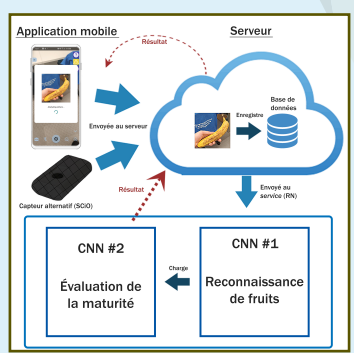 Application mobile
Serveur
Résultat
Envoyée au serveur
Enregistre
Base de
données
Capteur alternatif (SCiO)
Résultat
Envoyé au
service (RN)
CNN #2
Évaluation de
la maturité
Charge
CNN #1
Reconnaissance
de fruits